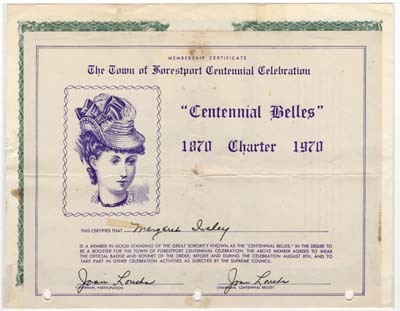 MEMBERSHIP CERTIFICATE
The Town of Forestport Centennial Celebration
"Centennial Belles"
1870 Charter 1970
THIS CERTIFIES THAT Margaret Isley
IS A MEMBER IN GOOD STANDING OF THE GREAT SORORITY KNOWN AS THE "CENTENNIAL BELLES." IN THE DESIRE TO
BE A BOOSTER FOR THE TOWN OF FORESTPORT CENTENNIAL CELEBRATION, THE ABOVE MEMBER AGREES TO WEAR
THE OFFICIAL BADGE AND BONNET OF THE ORDER, BEFORE AND DURING THE CELEBRATION AUGUST 8TH, AND TO
TAKE PART IN OTHER CELEBRATION ACTIVITIES AS DIRECTED BY THE SUPREME COUNCIL.
Joan Loucks Joan Loucks
CHAIRMAN, PARTICIPATION CHAIRMAN, CENTENNIAL BELLES